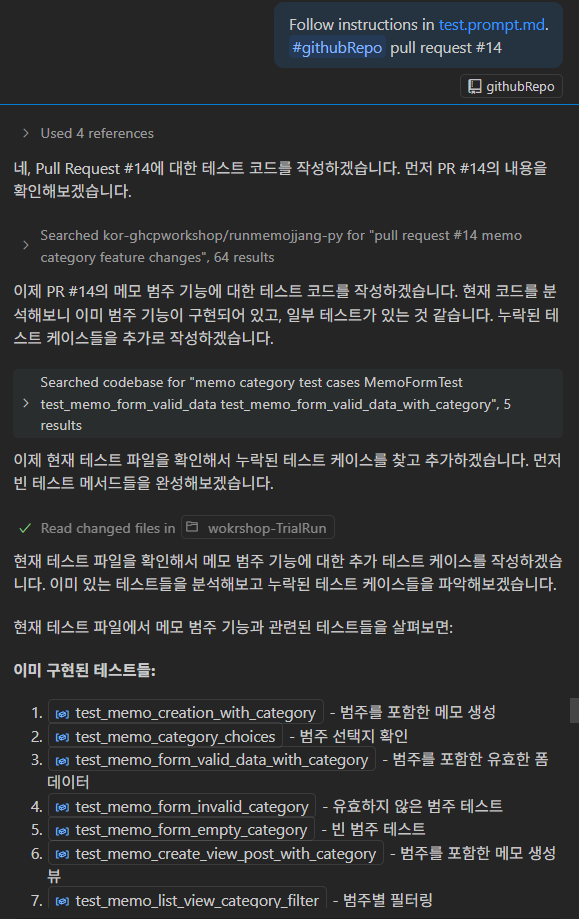 Follow instructions in test.prompt.md.
#githubRepo pull request #14
githubRepo
Used 4 references
네, Pull Request #14에 대한 테스트 코드를 작성하겠습니다. 먼저 PR #14의 내용을
확인해보겠습니다.
Searched kor-ghcpworkshop/runmemojjang-py for "pull request #14 memo
category feature changes", 64 results
이제 PR #14의 메모 범주 기능에 대한 테스트 코드를 작성하겠습니다. 현재 코드를 분
석해보니 이미 범주 기능이 구현되어 있고, 일부 테스트가 있는 것 같습니다. 누락된 테
스트 케이스들을 추가로 작성하겠습니다.
Searched codebase for "memo category test cases MemoFormTest
test_memo_form_valid_data test_memo_form_valid_data_with_category", 5
results
이제 현재 테스트 파일을 확인해서 누락된 테스트 케이스를 찾고 추가하겠습니다. 먼저
빈 테스트 메서드들을 완성해보겠습니다.
Read changed files in wokrshop-TrialRun
현재 테스트 파일을 확인해서 메모 범주 기능에 대한 추가 테스트 케이스를 작성하겠습
니다. 이미 있는 테스트들을 분석해보고 누락된 테스트 케이스들을 파악해보겠습니다.
현재 테스트 파일에서 메모 범주 기능과 관련된 테스트들을 살펴보면:
이미 구현된 테스트들:
1. test_memo_creation_with_category - 범주를 포함한 메모 생성
2. test_memo_category_choices - 범주 선택지 확인
3. test_memo_form_valid_data_with_category - 범주를 포함한 유효한 폼
데이터
4. test_memo_form_invalid_category - 유효하지 않은 범주 테스트
5. test_memo_form_empty_category - 빈 범주 테스트
6. test_memo_create_view_post_with_category - 범주를 포함한 메모 생성
뷰
7. test_memo_list_view_category_filter - 범주별 필터링